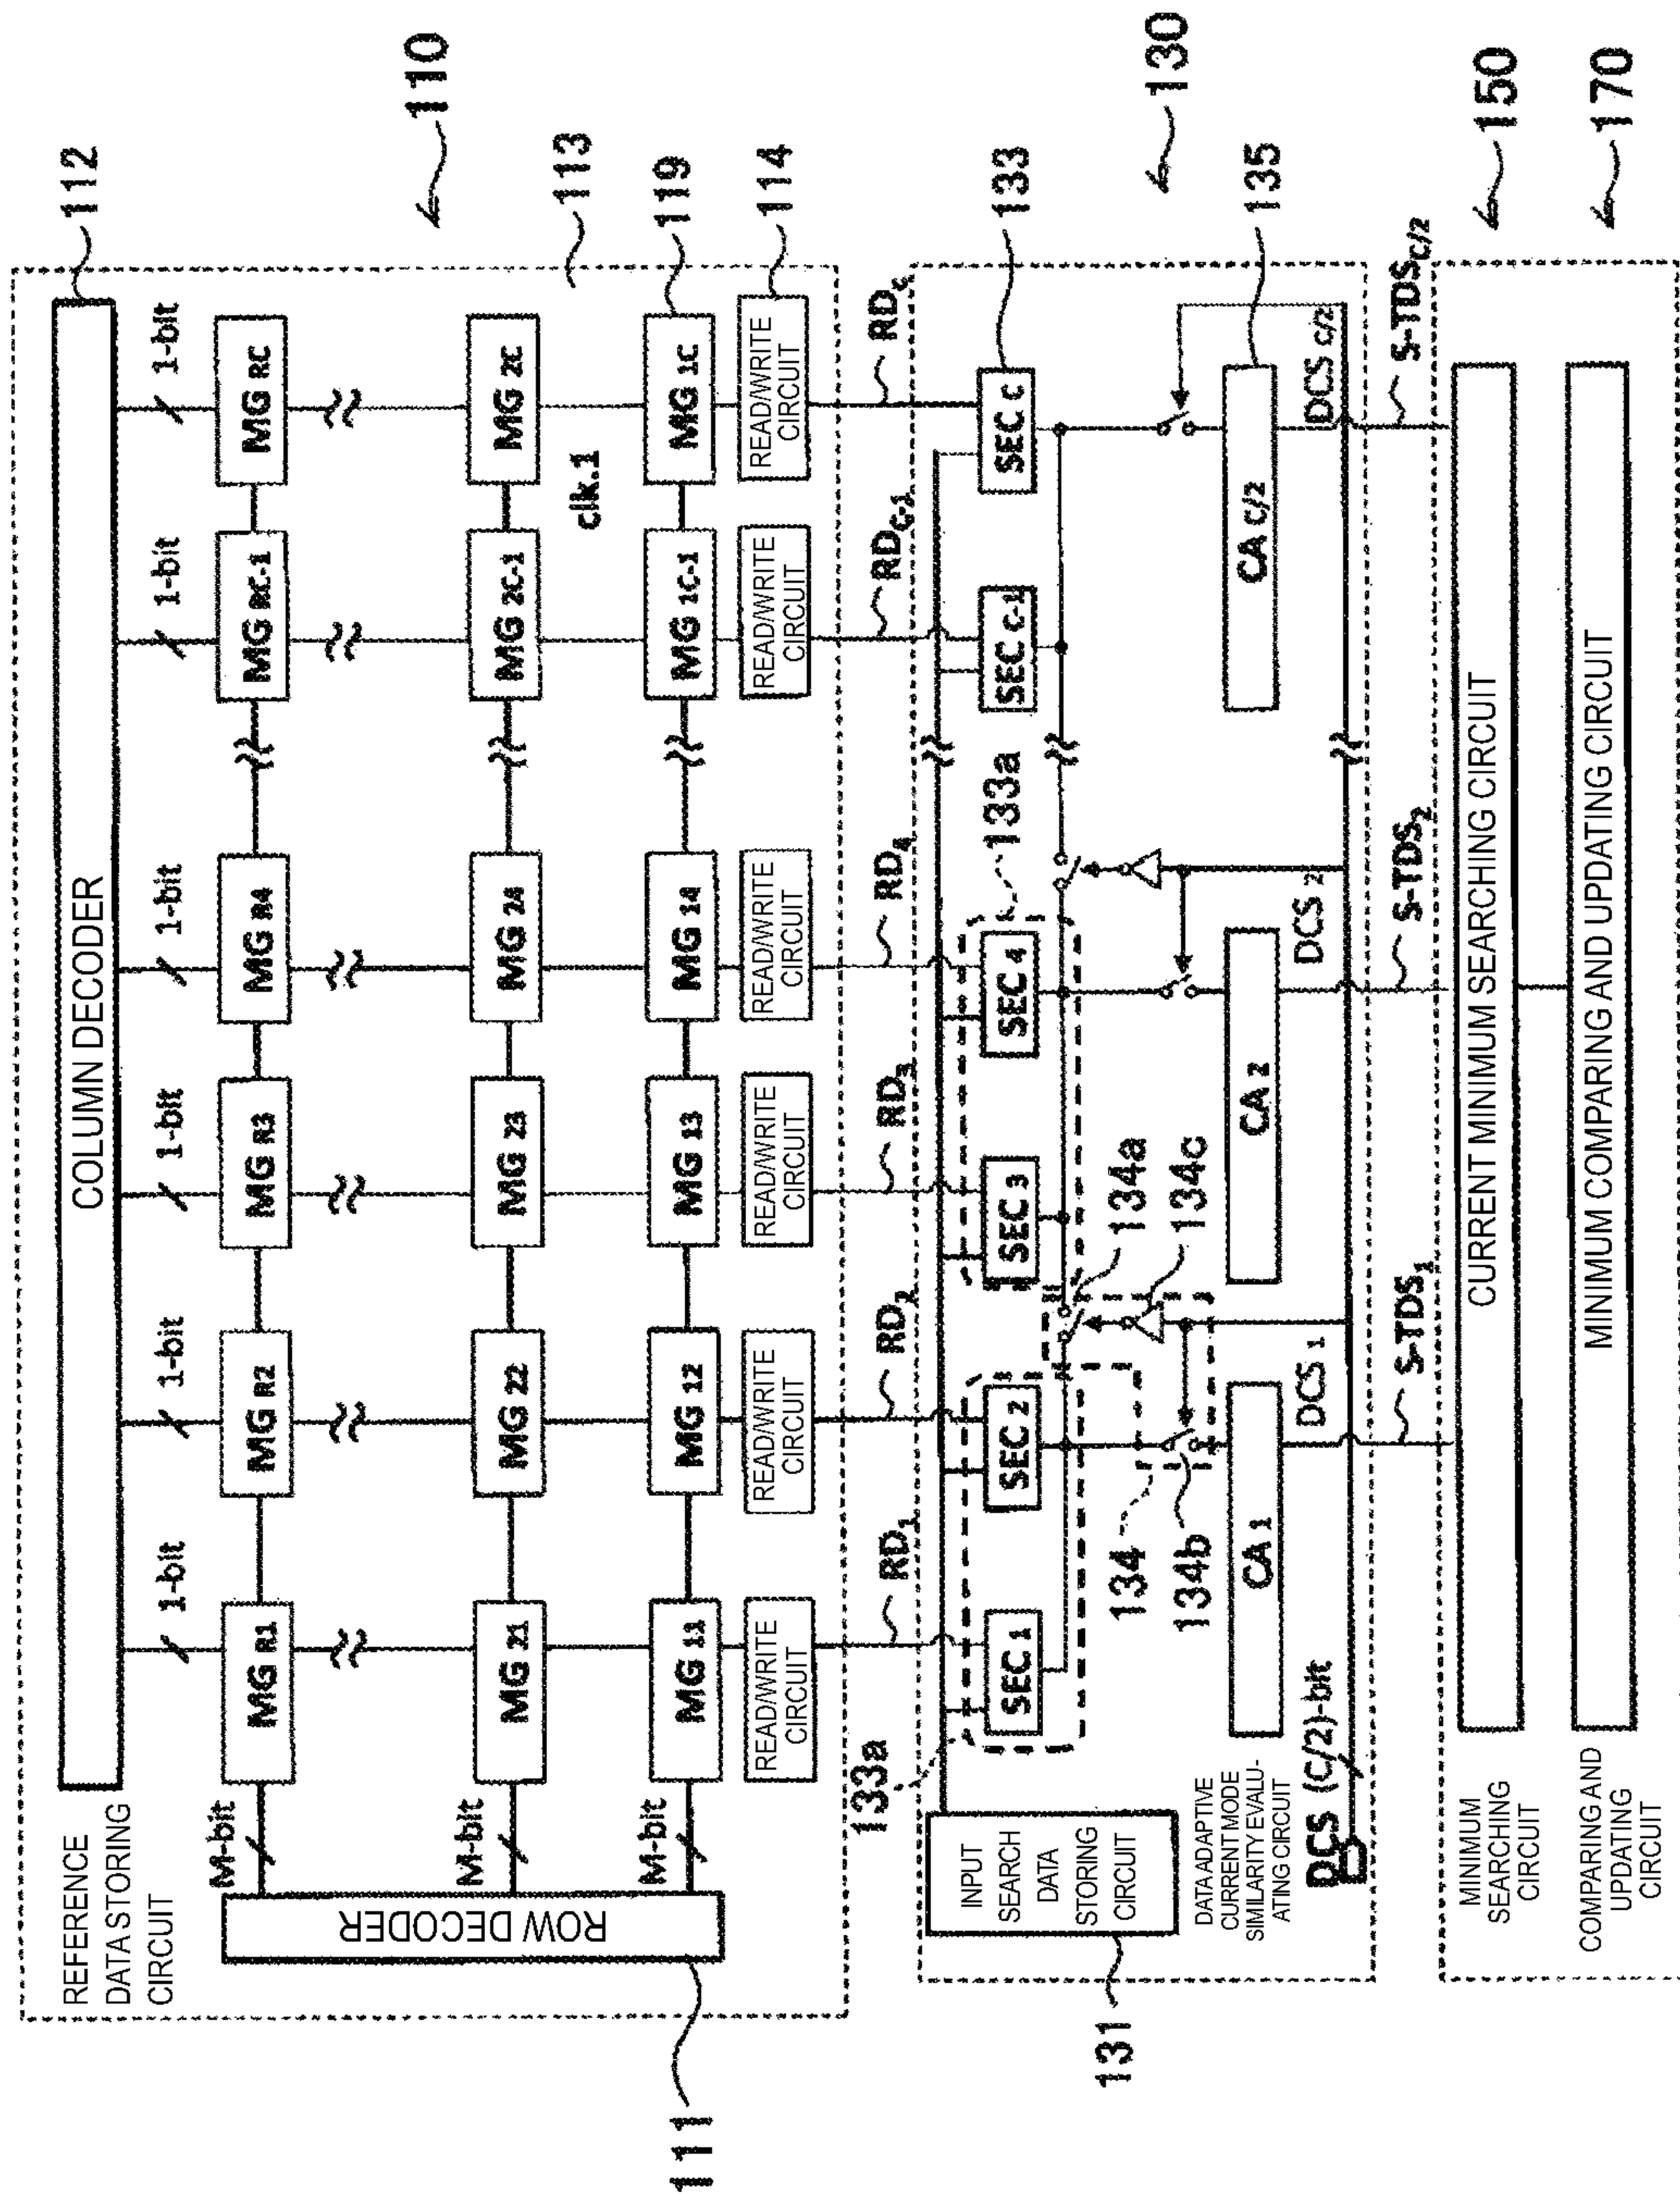 112
110
113
119
114
COLUMN DECODER
REFERENCE
DATA STORING
CIRCUIT
1-bit 1-bit 1-bit 1-bit 1-bit 1-bit
M-bit MG R1 MG R2 MG R3 MG R4 MG RC-1 MG RC
M-bit MG 21 MG 22 MG 23 MG 24 MG 2C-1 MG 2C
clk.1
M-bit MG 11 MG 12 MG 13 MG 14 MG 1C-1 MG 1C
ROW DECODER
111
READ/WRITE READ/WRITE READ/WRITE READ/WRITE READ/WRITE READ/WRITE
CIRCUIT CIRCUIT CIRCUIT CIRCUIT CIRCUIT CIRCUIT
RD1 RD2 RD3 RD4 RDC-1 RDC
133a
133a
133
130
INPUT
SEARCH
DATA
STORING
CIRCUIT
131
SEC 1 SEC 2 SEC 3 SEC 4 SEC C-1 SEC C
134a
134c
134
134b
135
DATA ADAPTIVE
CURRENT MODE
SIMILARITY EVALU-
ATING CIRCUIT
CA 1 CA 2 CA C/2
DCS 1 DCS 2 DCS C/2
DCS (C/2)-bit
S-TDS1 S-TDS2 S-TDSC/2
150
MINIMUM
SEARCHING
CIRCUIT
CURRENT MINIMUM SEARCHING CIRCUIT
170
COMPARING AND
UPDATING
CIRCUIT
MINIMUM COMPARING AND UPDATING CIRCUIT